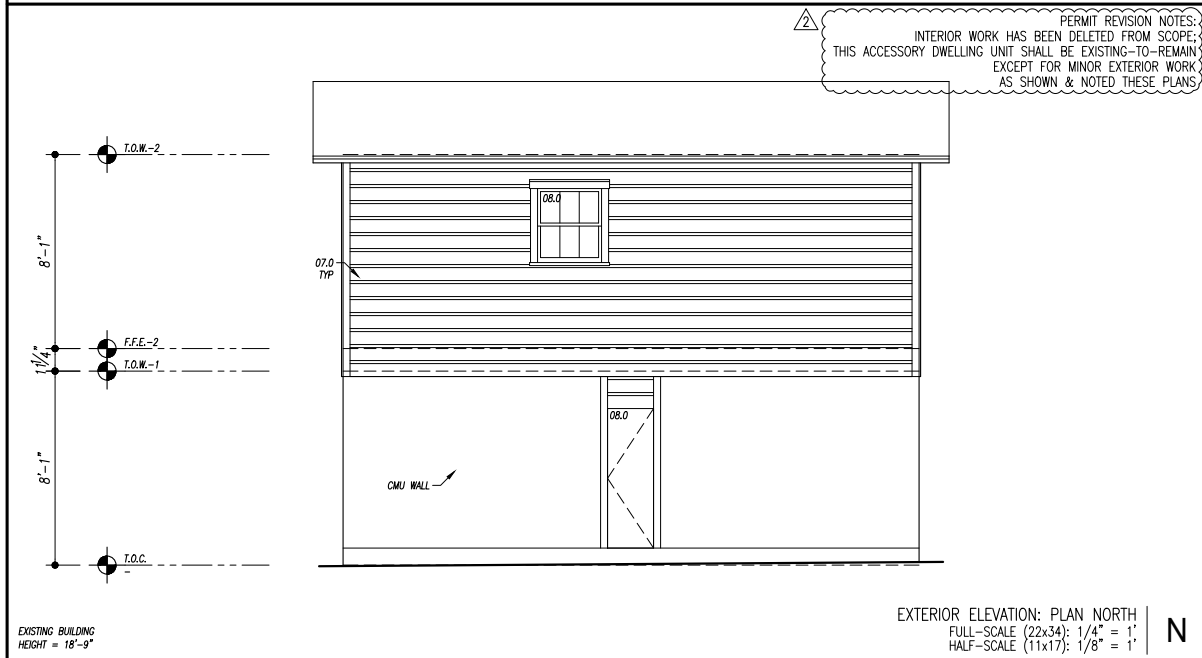 2
PERMIT REVISION NOTES:
INTERIOR WORK HAS BEEN DELETED FROM SCOPE;
THIS ACCESSORY DWELLING UNIT SHALL BE EXISTING-TO-REMAIN
EXCEPT FOR MINOR EXTERIOR WORK
AS SHOWN & NOTED THESE PLANS
T.O.W.-2
08.0
8'-1"
07.0
TYP
F.F.E.-2
11 1/4"
T.O.W.-1
08.0
8'-1"
CMU WALL
T.O.C.
EXISTING BUILDING
HEIGHT = 18'-9"
EXTERIOR ELEVATION: PLAN NORTH
FULL-SCALE (22x34): 1/4" = 1'
HALF-SCALE (11x17): 1/8" = 1'
N